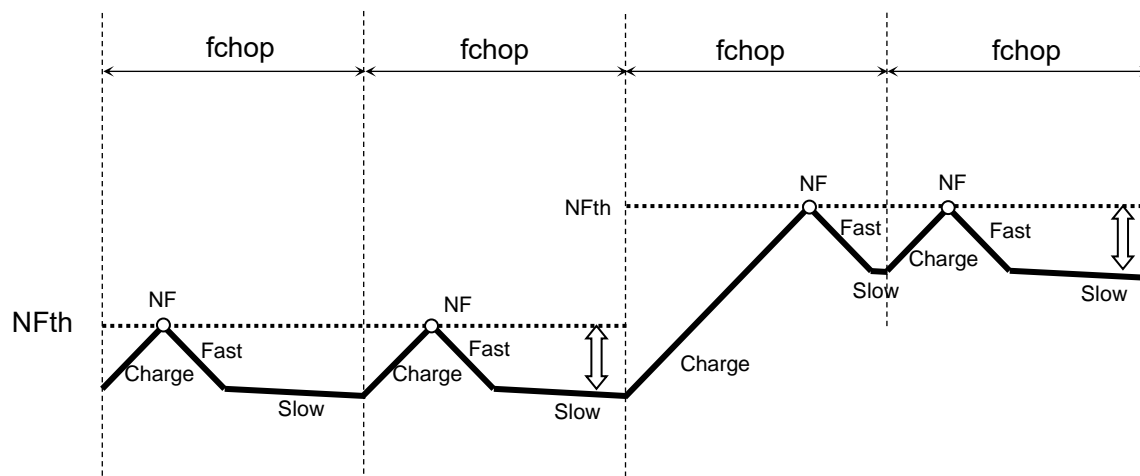 fchop
fchop
fchop
fchop
NF
NF
NFth
Fast
Fast
Charge
Slow
Slow
NF
NF
NFth
Fast
Fast
Charge
Charge
Charge
Slow
Slow